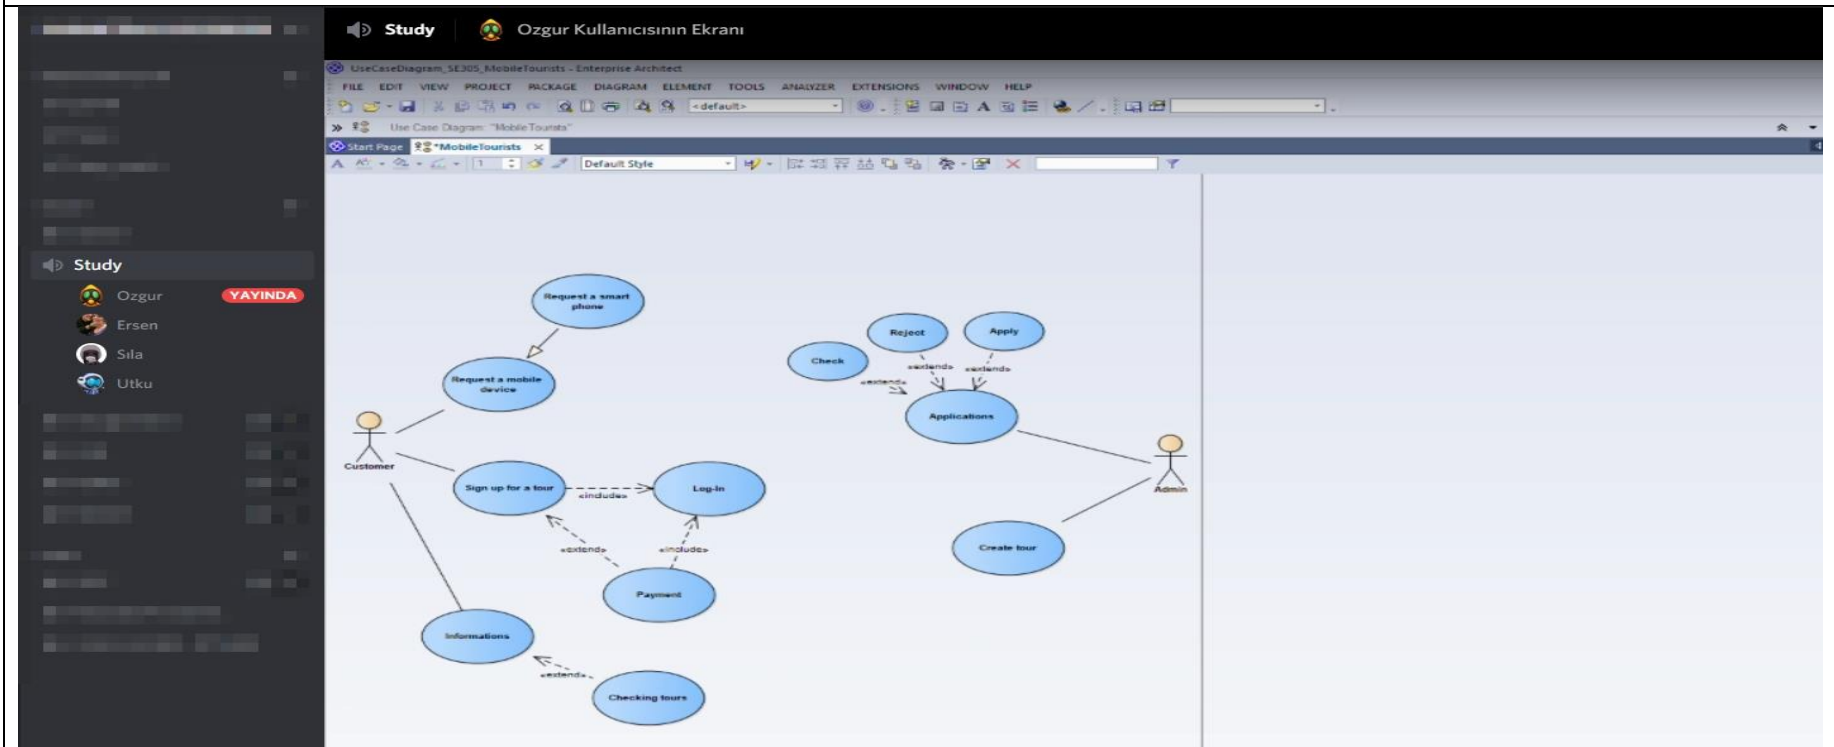 Study
Ozgur Kullanıcısının Ekranı
UseCaseDiagram_SE305_MobileTourists - Enterprise Architect
FILE EDIT VIEW PROJECT PACKAGE DIAGRAM ELEMENT TOOLS ANALYZER EXTENSIONS WINDOW HELP
<default>
Use Case Diagram: "MobileTourists"
Start Page *MobileTourists
1 Default Style
Study
Ozgur YAYINDA
Ersen
Sıla
Utku
Request a smart
phone
Request a mobile
device
Customer
Sign up for a tour
«include»
Log-In
«extend»
«include»
Payment
Informations
«extend»
Checking tours
Reject
Apply
Check
«extend»
«extend»
«extend»
Applications
Admin
Create tour